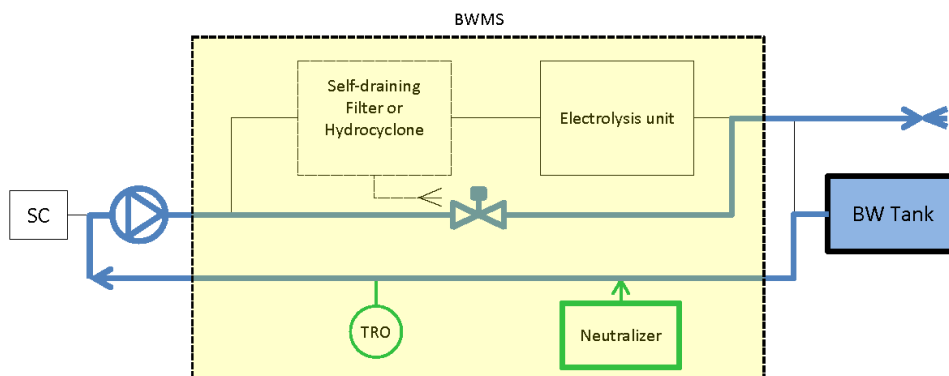 BWMS
Self-draining
Filter or
Hydrocyclone
Electrolysis unit
SC
BW Tank
TRO
Neutralizer